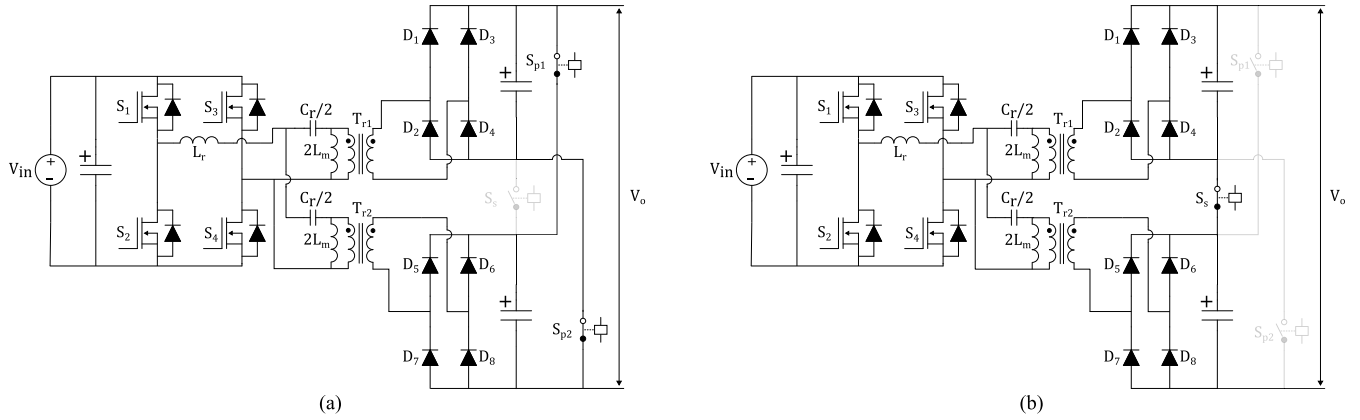 D1 D3
Sp1
S1 S3 Cr/2 Tr1
D2 D4
Lr 2Lm
Vin
Ss Vo
Cr/2 Tr2
S2 S4 2Lm
D5 D6
Sp2
D7 D8
(a)
D1 D3
Sp1
S1 S3 Cr/2 Tr1
D2 D4
Lr 2Lm
Vin
Ss Vo
Cr/2 Tr2
S2 S4 2Lm
D5 D6
Sp2
D7 D8
(b)